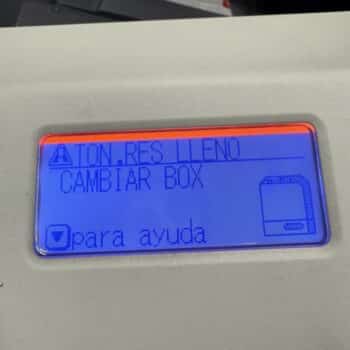 TON.RES LLENO
CAMBIAR BOX
para ayuda